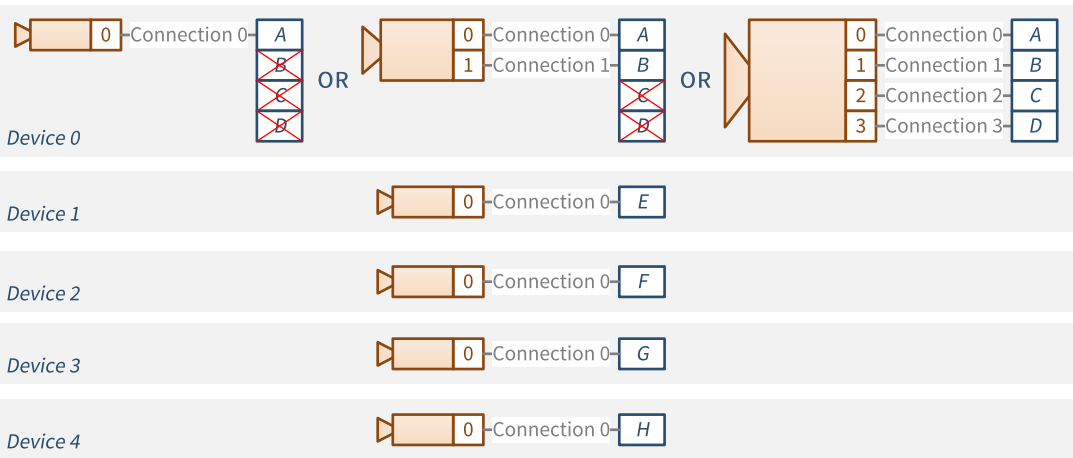 0 Connection 0 A 0 Connection 0 A 0 Connection 0 A
B OR 1 Connection 1 B OR 1 Connection 1 B
C C 2 Connection 2 C
D D 3 Connection 3 D
Device 0
0 Connection 0 E
Device 1
0 Connection 0 F
Device 2
0 Connection 0 G
Device 3
0 Connection 0 H
Device 4